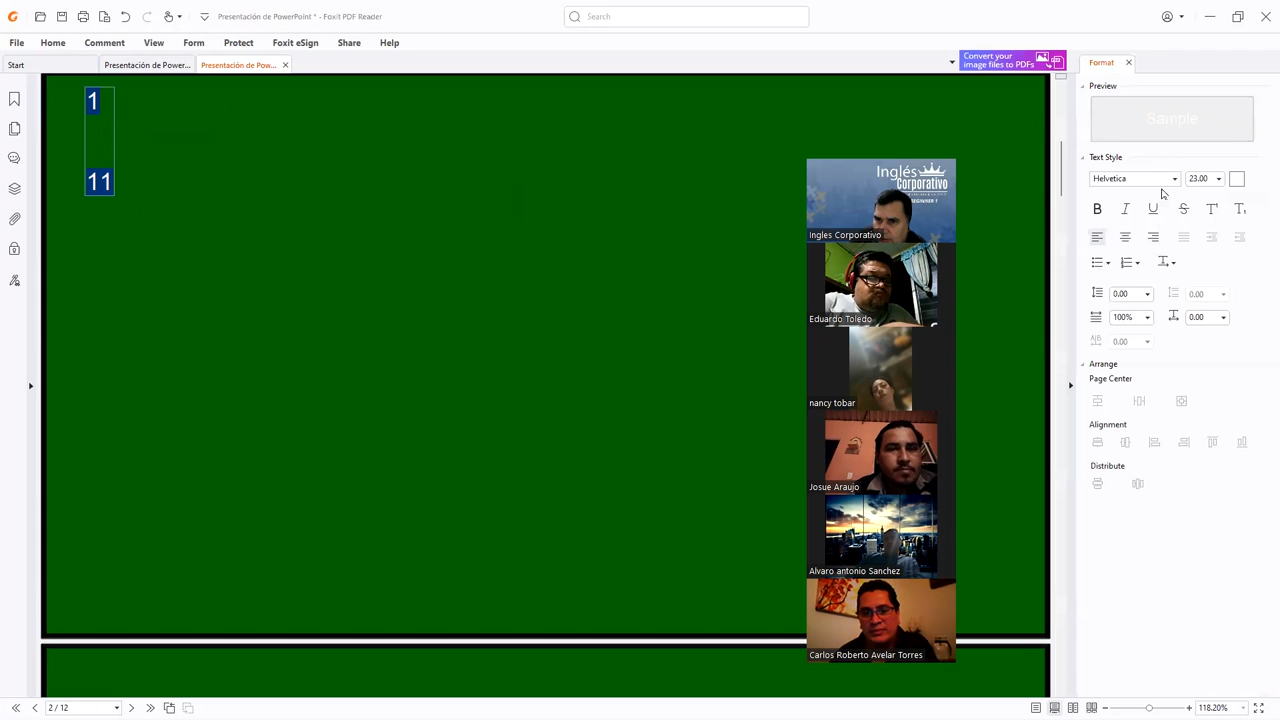 Presentación de PowerPoint * - Foxit PDF Reader
Search
File
Home
Comment
View
Form
Protect
Foxit eSign
Share
Help
Start
Presentación de Power...
Presentación de Pow...
Convert your
image files to PDFs
Format
Preview
Sample
Text Style
Helvetica
23.00
0.00
0.00
100%
0.00
0.00
Arrange
Page Center
Alignment
Distribute
1
11
Inglés
Corporativo
BEGINNER 1
Ingles Corporativo
Eduardo Toledo
nancy tobar
Josue Araujo
Alvaro antonio Sanchez
Carlos Roberto Avelar Torres
2 / 12
118.20%